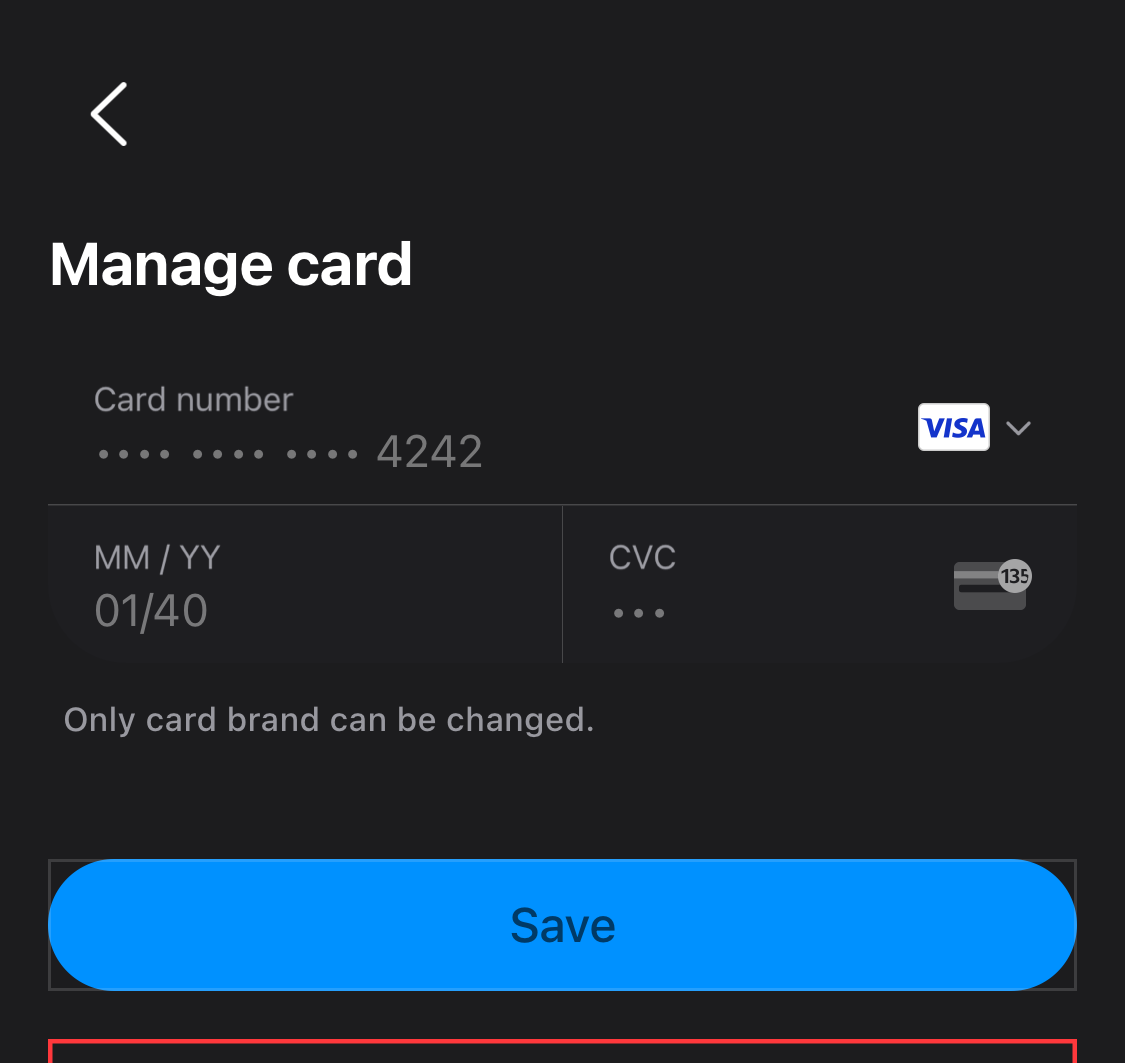 Manage card
Card number
•••• •••• •••• 4242
VISA
MM / YY
CVC
01/40
•••
135
Only card brand can be changed.
Save